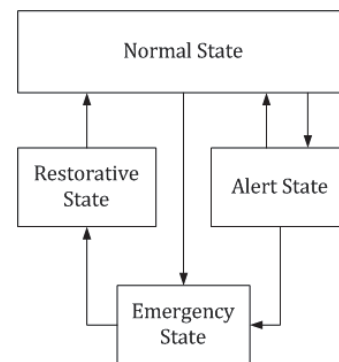 Normal State
Restorative
State
Alert State
Emergency
State